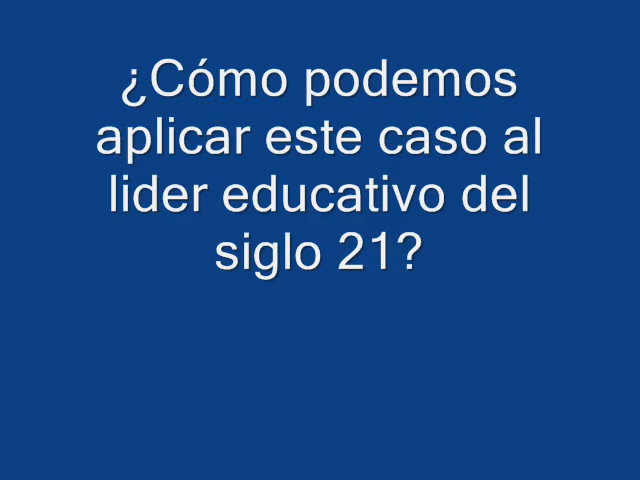 ¿Cómo podemos
aplicar este caso al
lider educativo del
siglo 21?